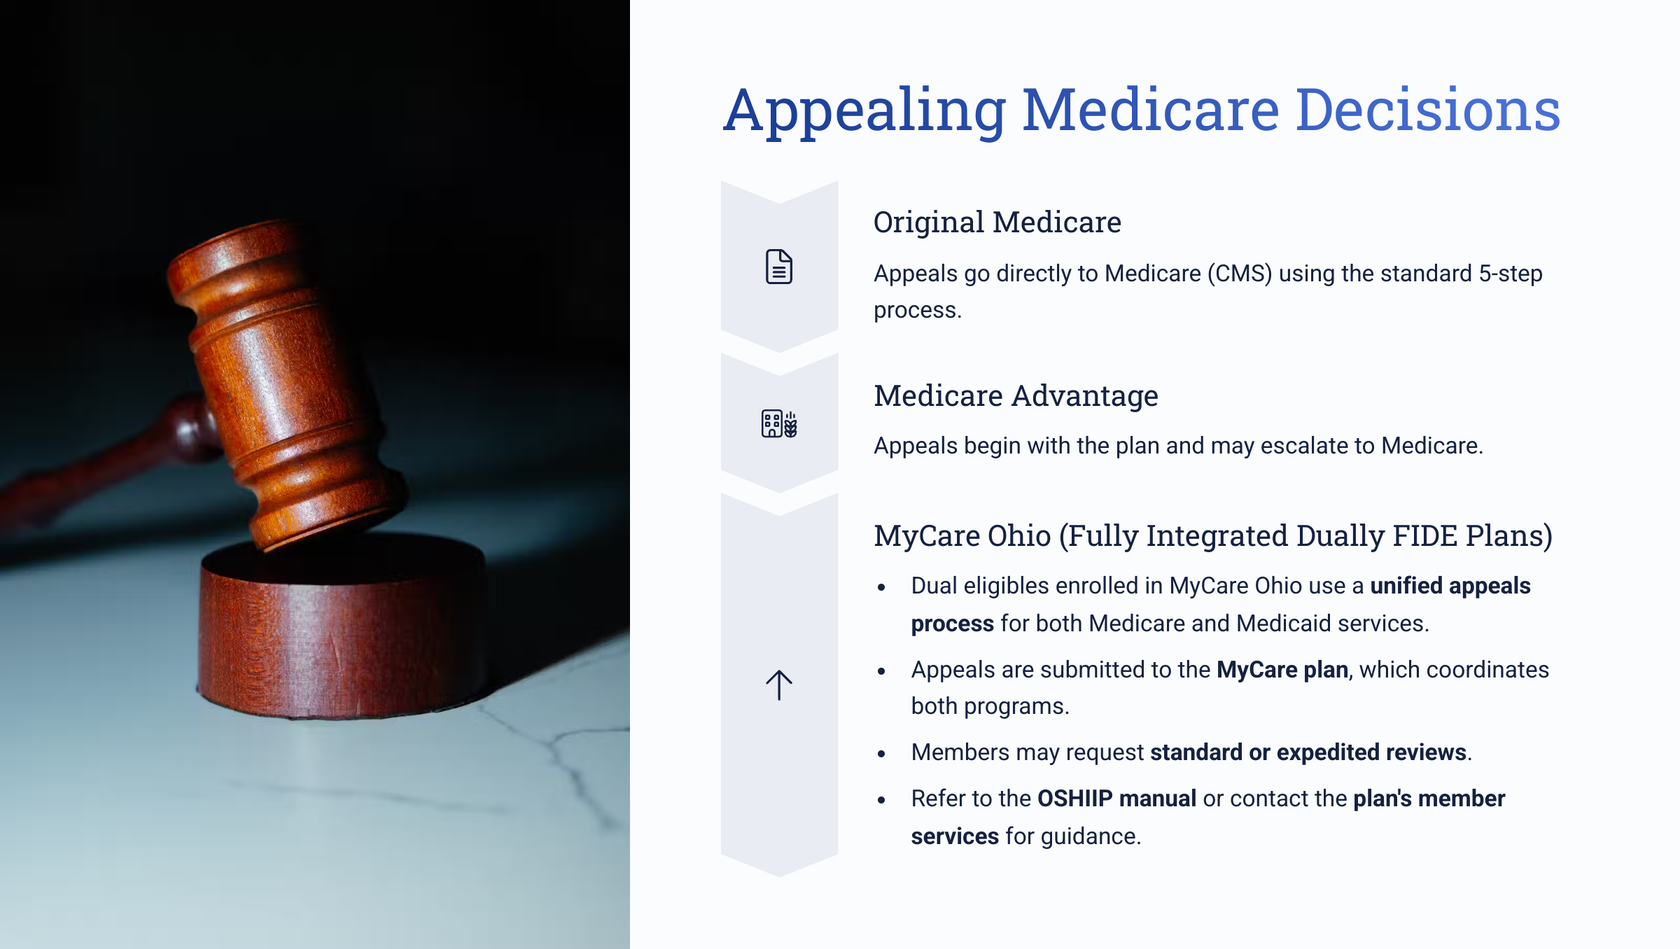 Appealing Medicare Decisions
Original Medicare
Appeals go directly to Medicare (CMS) using the standard 5-step
process.
Medicare Advantage
Appeals begin with the plan and may escalate to Medicare.
MyCare Ohio (Fully Integrated Dually FIDE Plans)
• Dual eligibles enrolled in MyCare Ohio use a unified appeals
process for both Medicare and Medicaid services.
• Appeals are submitted to the MyCare plan, which coordinates
both programs.
• Members may request standard or expedited reviews.
• Refer to the OSHIIP manual or contact the plan's member
services for guidance.